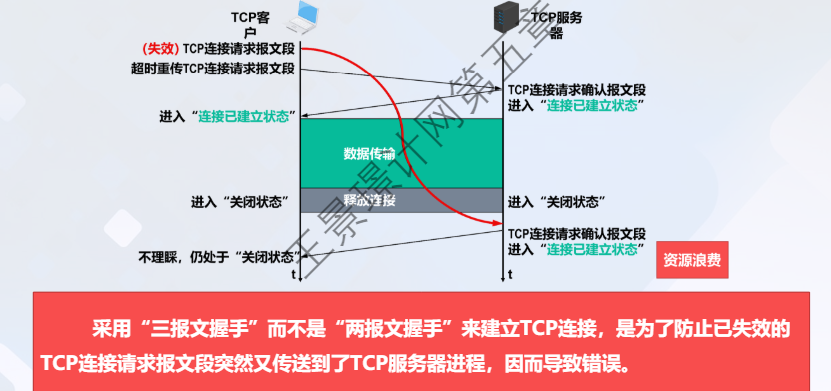 TCP客
户
TCP服务
器
(失效) TCP连接请求报文段
超时重传TCP连接请求报文段
TCP连接请求确认报文段
进入“连接已建立状态”
进入“连接已建立状态”
数据传输
释放连接
进入“关闭状态”
进入“关闭状态”
TCP连接请求确认报文段
进入“连接已建立状态”
不理睬，仍处于“关闭状态”
资源浪费
t
t
王景璟计网第五章
采用“三报文握手”而不是“两报文握手”来建立TCP连接，是为了防止已失效的
TCP连接请求报文段突然又传送到了TCP服务器进程，因而导致错误。